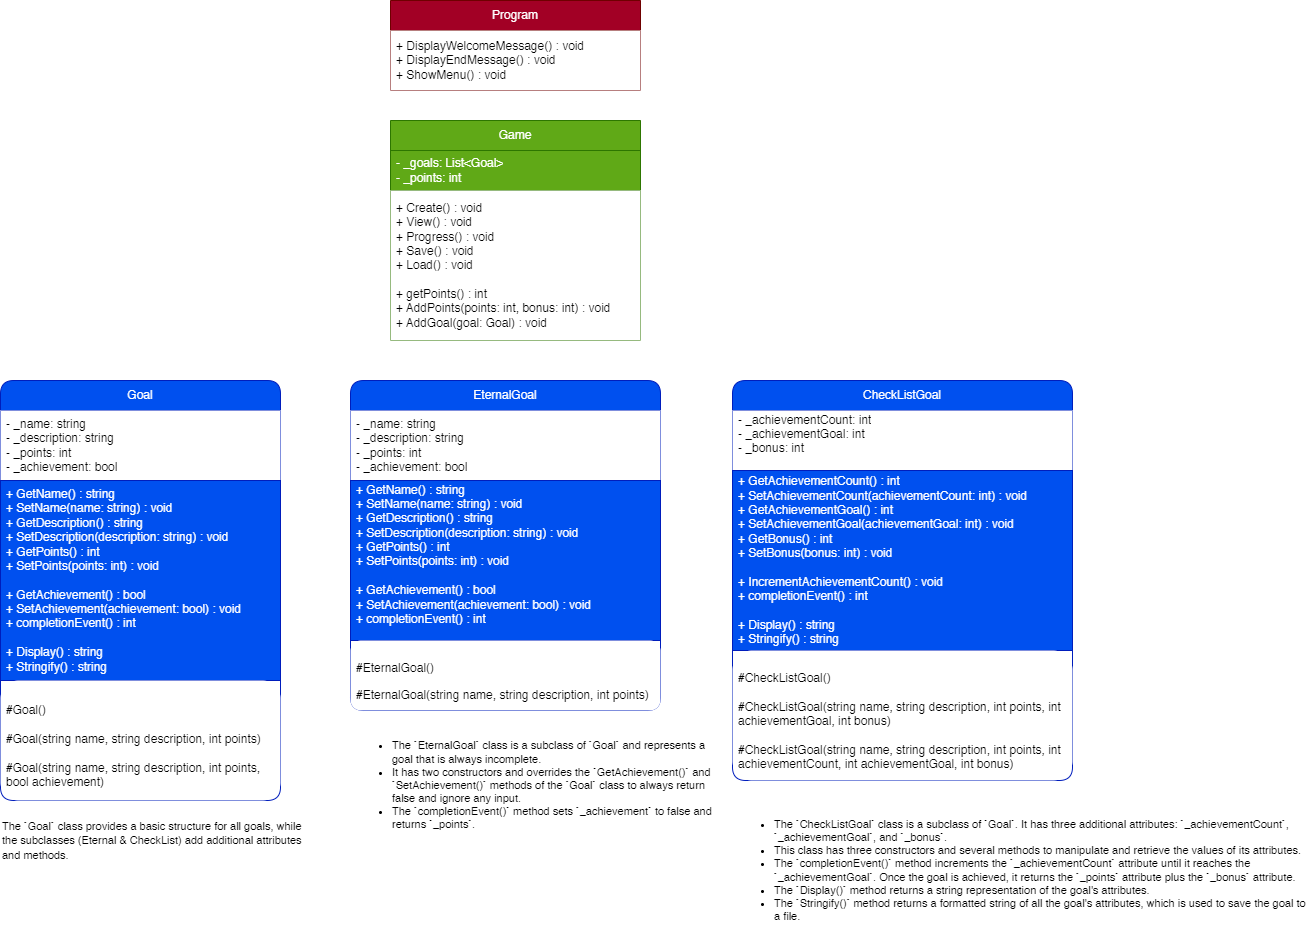 Program
+ DisplayWelcomeMessage() : void
+ DisplayEndMessage() : void
+ ShowMenu() : void
Game
- _goals: List<Goal>
- _points: int
+ Create() : void
+ View() : void
+ Progress() : void
+ Save() : void
+ Load() : void
+ getPoints() : int
+ AddPoints(points: int, bonus: int) : void
+ AddGoal(goal: Goal) : void
Goal
- _name: string
- _description: string
- _points: int
- _achievement: bool
+ GetName() : string
+ SetName(name: string) : void
+ GetDescription() : string
+ SetDescription(description: string) : void
+ GetPoints() : int
+ SetPoints(points: int) : void
+ GetAchievement() : bool
+ SetAchievement(achievement: bool) : void
+ completionEvent() : int
+ Display() : string
+ Stringify() : string
#Goal()
#Goal(string name, string description, int points)
#Goal(string name, string description, int points,
bool achievement)
The `Goal` class provides a basic structure for all goals, while
the subclasses (Eternal & CheckList) add additional attributes
and methods.
EternalGoal
- _name: string
- _description: string
- _points: int
- _achievement: bool
+ GetName() : string
+ SetName(name: string) : void
+ GetDescription() : string
+ SetDescription(description: string) : void
+ GetPoints() : int
+ SetPoints(points: int) : void
+ GetAchievement() : bool
+ SetAchievement(achievement: bool) : void
+ completionEvent() : int
#EternalGoal()
#EternalGoal(string name, string description, int points)
• The `EternalGoal` class is a subclass of `Goal` and represents a
goal that is always incomplete.
• It has two constructors and overrides the `GetAchievement()` and
`SetAchievement()` methods of the `Goal` class to always return
false and ignore any input.
• The `completionEvent()` method sets `_achievement` to false and
returns `_points`.
CheckListGoal
- _achievementCount: int
- _achievementGoal: int
- _bonus: int
+ GetAchievementCount() : int
+ SetAchievementCount(achievementCount: int) : void
+ GetAchievementGoal() : int
+ SetAchievementGoal(achievementGoal: int) : void
+ GetBonus() : int
+ SetBonus(bonus: int) : void
+ IncrementAchievementCount() : void
+ completionEvent() : int
+ Display() : string
+ Stringify() : string
#CheckListGoal()
#CheckListGoal(string name, string description, int points, int
achievementGoal, int bonus)
#CheckListGoal(string name, string description, int points, int
achievementCount, int achievementGoal, int bonus)
• The `CheckListGoal` class is a subclass of `Goal`. It has three additional attributes: `_achievementCount`,
`_achievementGoal`, and `_bonus`.
• This class has three constructors and several methods to manipulate and retrieve the values of its attributes.
• The `completionEvent()` method increments the `_achievementCount` attribute until it reaches the
`_achievementGoal`. Once the goal is achieved, it returns the `_points` attribute plus the `_bonus` attribute.
• The `Display()` method returns a string representation of the goal's attributes.
• The `Stringify()` method returns a formatted string of all the goal's attributes, which is used to save the goal to
a file.